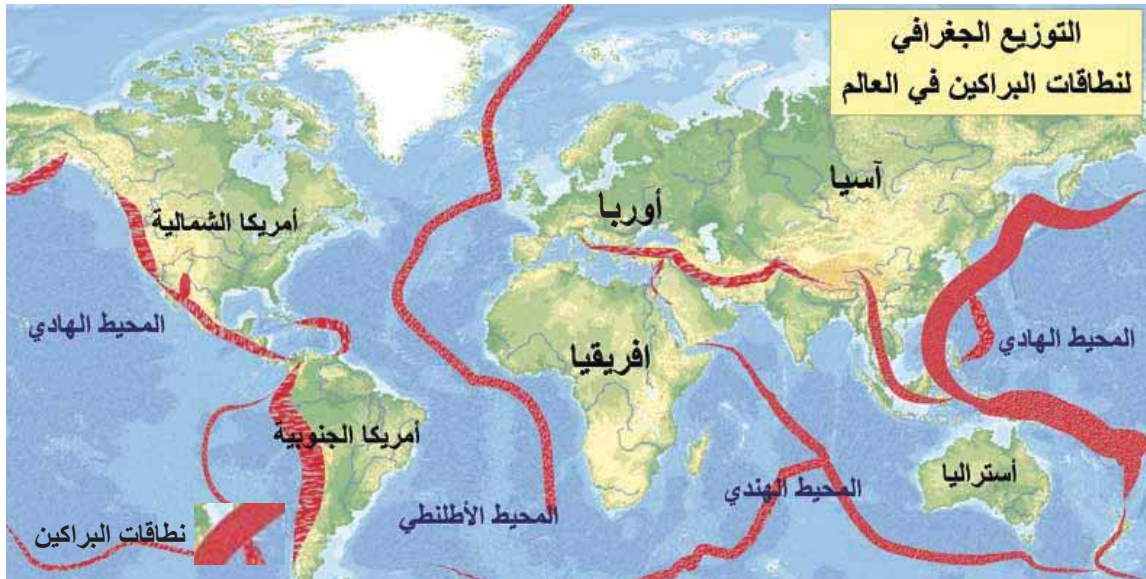 التوزيع الجغرافي
لنطاقات البراكين في العالم
آسيا
أوربا
أمريكا الشمالية
المحيط الهادي
المحيط الهادي
افريقيا
أمريكا الجنوبية
أستراليا
المحيط الهندي
المحيط الأطلنطي
نطاقات البراكين